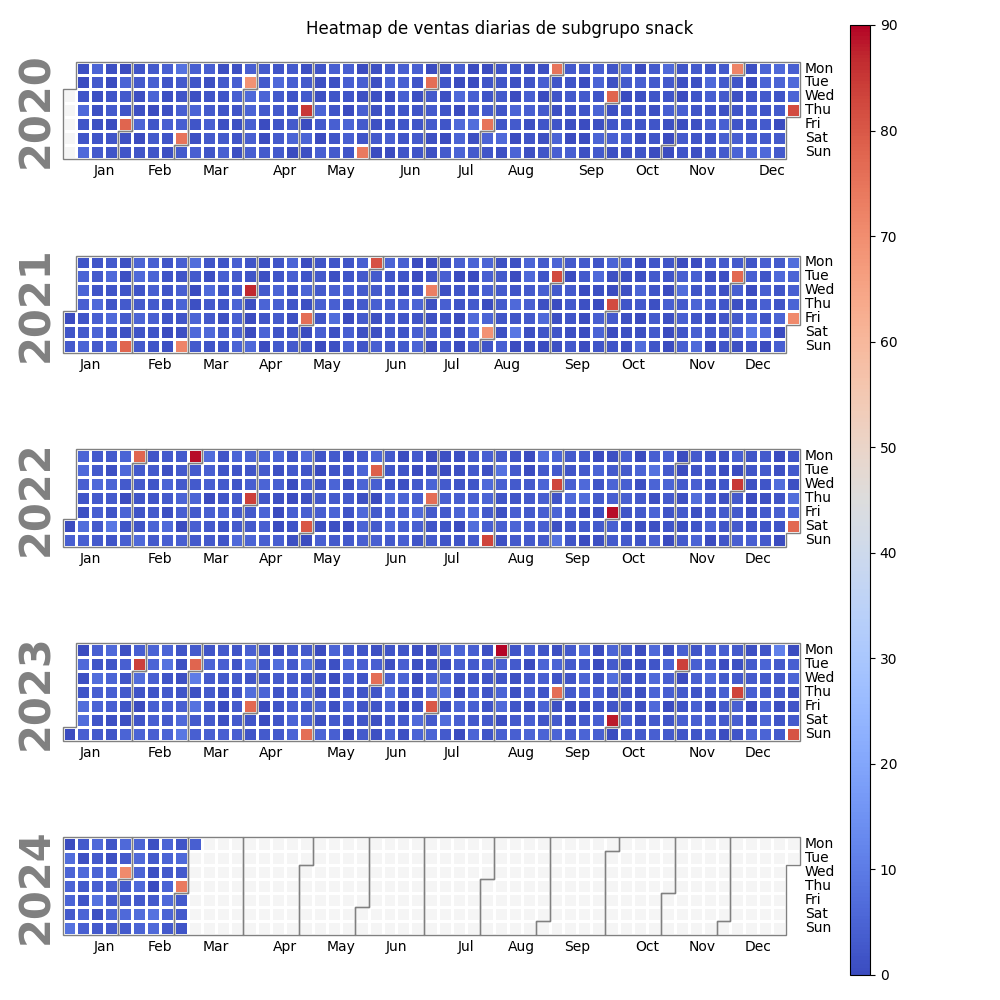 Heatmap de ventas diarias de subgrupo snack
2020
Mon
Tue
Wed
Thu
Fri
Sat
Sun
Jan Feb Mar Apr May Jun Jul Aug Sep Oct Nov Dec
2021
Mon
Tue
Wed
Thu
Fri
Sat
Sun
Jan Feb Mar Apr May Jun Jul Aug Sep Oct Nov Dec
2022
Mon
Tue
Wed
Thu
Fri
Sat
Sun
Jan Feb Mar Apr May Jun Jul Aug Sep Oct Nov Dec
2023
Mon
Tue
Wed
Thu
Fri
Sat
Sun
Jan Feb Mar Apr May Jun Jul Aug Sep Oct Nov Dec
2024
Mon
Tue
Wed
Thu
Fri
Sat
Sun
Jan Feb Mar Apr May Jun Jul Aug Sep Oct Nov Dec
90
80
70
60
50
40
30
20
10
0